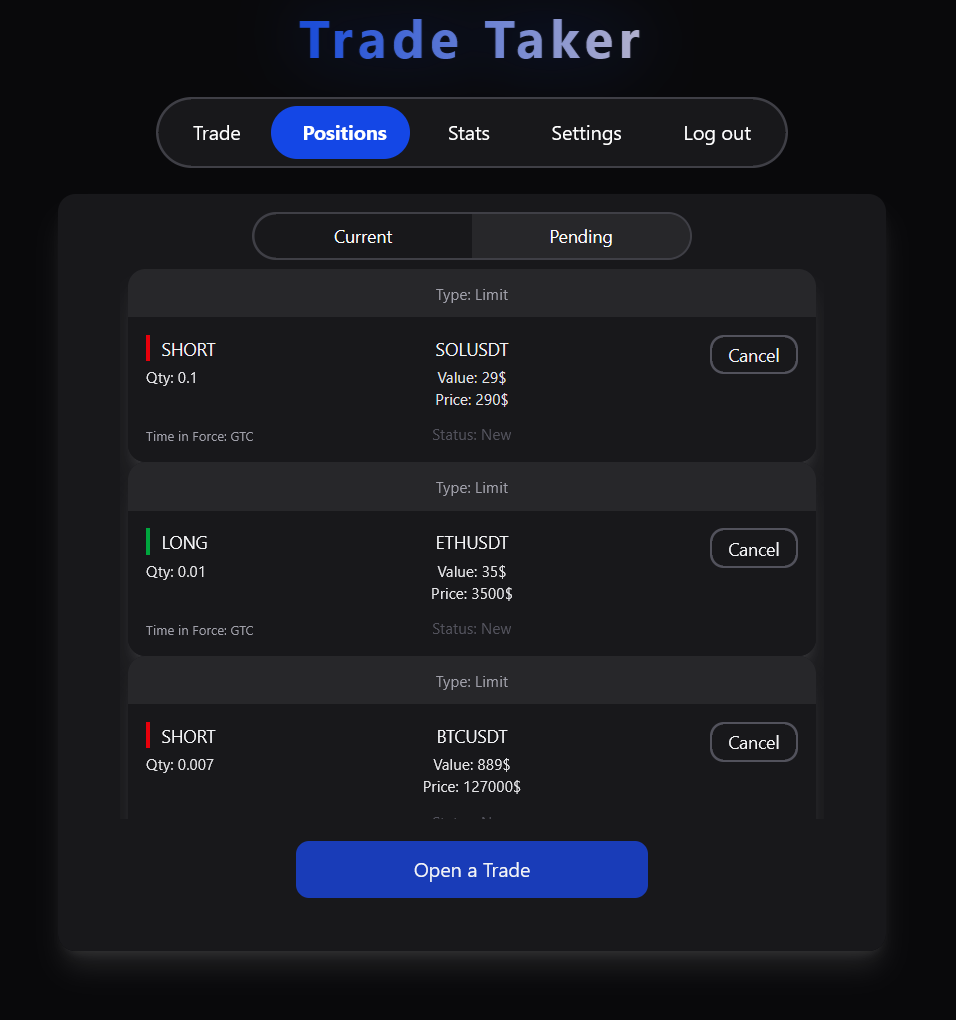 Trade Taker
Trade Positions Stats Settings Log out
Current Pending
Type: Limit
SHORT SOLUSDT Cancel
Qty: 0.1 Value: 29$
Price: 290$
Time in Force: GTC Status: New
Type: Limit
LONG ETHUSDT Cancel
Qty: 0.01 Value: 35$
Price: 3500$
Time in Force: GTC Status: New
Type: Limit
SHORT BTCUSDT Cancel
Qty: 0.007 Value: 889$
Price: 127000$
Open a Trade